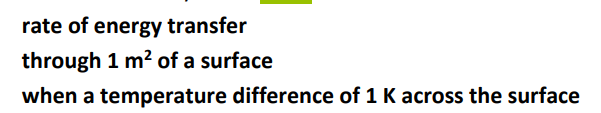 rate of energy transfer
through 1 m² of a surface
when a temperature difference of 1 K across the surface